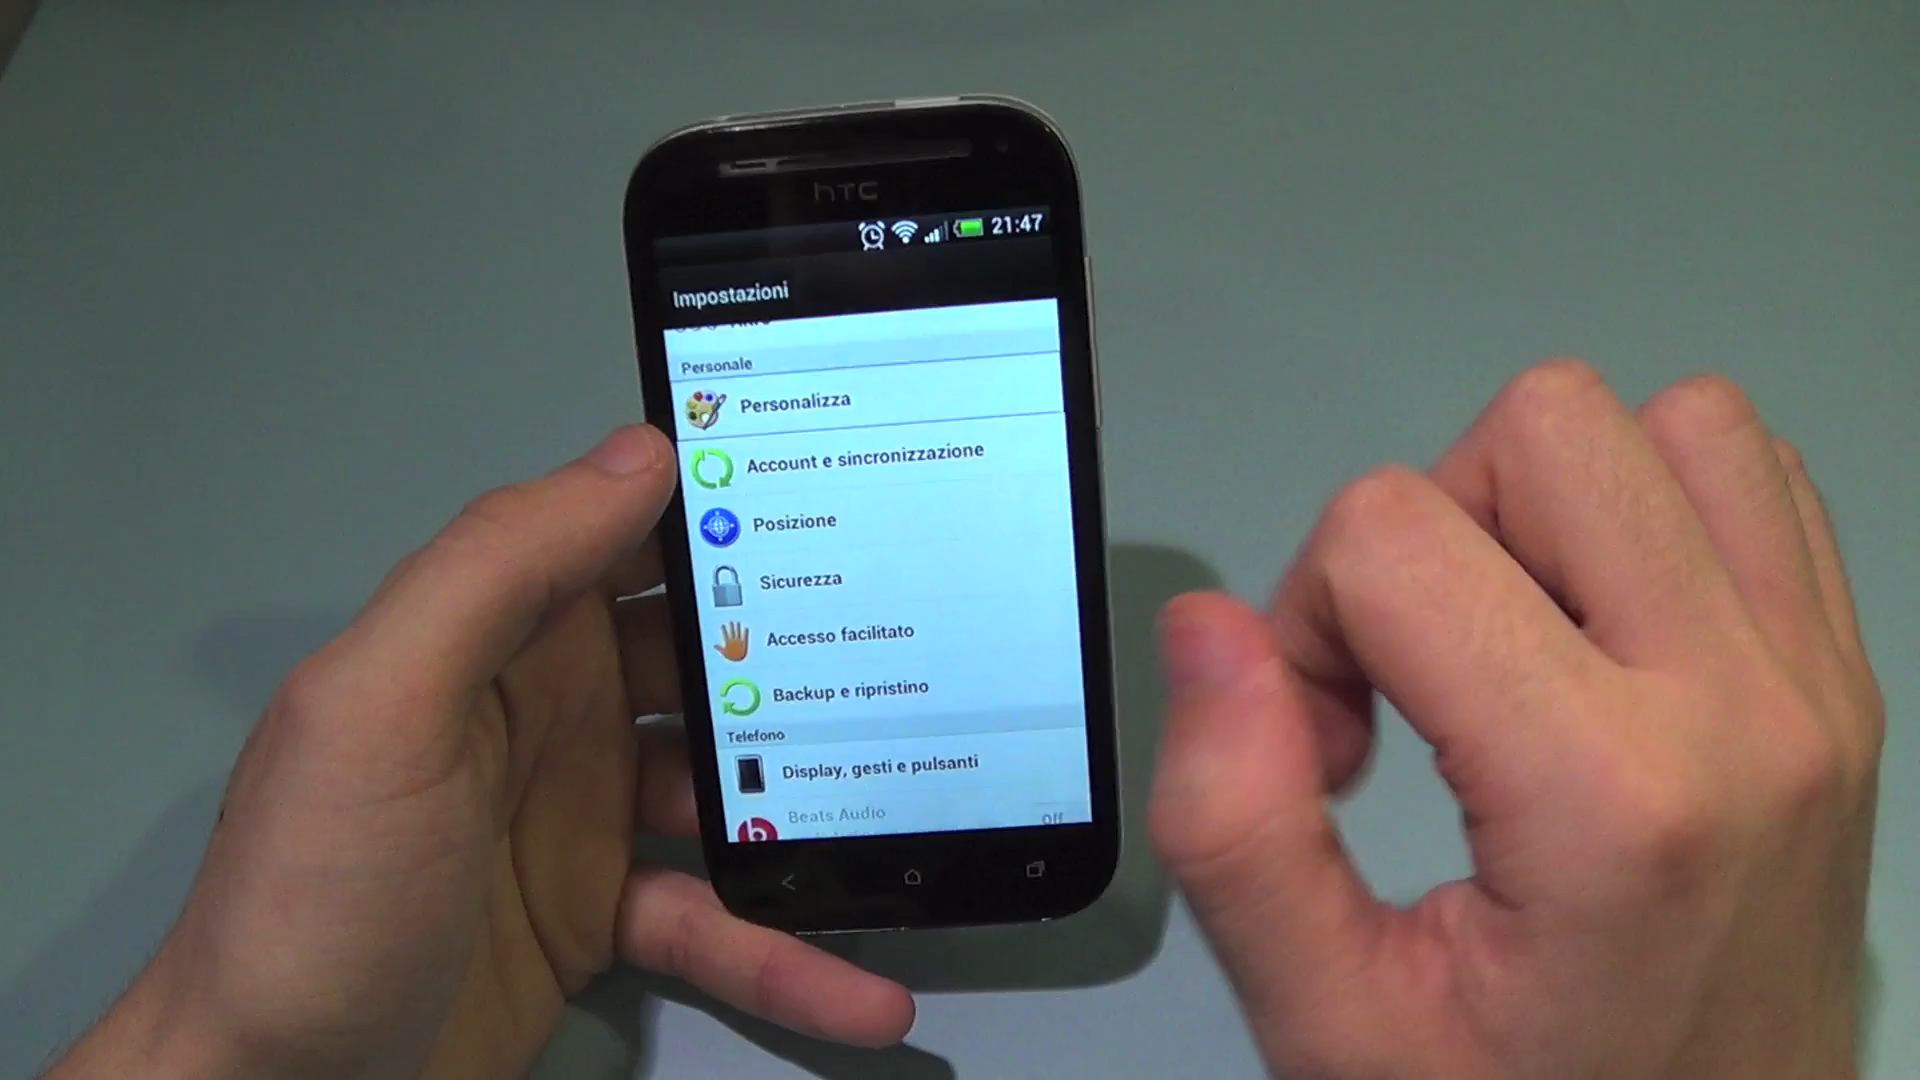 hTC
21:47
Impostazioni
Personale
Personalizza
Account e sincronizzazione
Posizione
Sicurezza
Accesso facilitato
Backup e ripristino
Telefono
Display, gesti e pulsanti
Beats Audio
Off